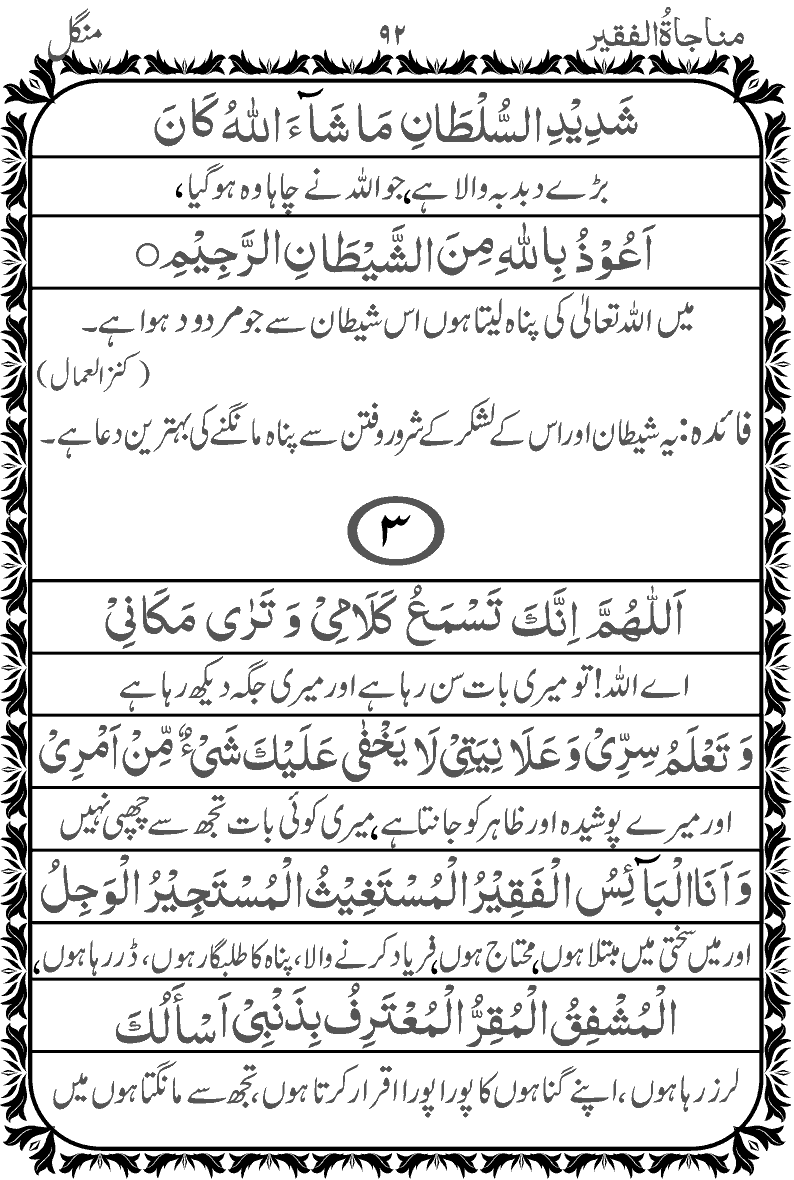 مناجاۃُ الفقیر ۹۲ منگل
شَدِیْدِ السُّلْطَانِ مَا شَآءَ اللّٰهُ کَانَ
بڑے دبدبہ والا ہے، جو اللہ نے چاہا وہ ہوگیا،
اَعُوْذُ بِاللّٰهِ مِنَ الشَّیْطَانِ الرَّجِیْمِ ○
میں اللہ تعالیٰ کی پناہ لیتا ہوں اس شیطان سے جو مردود ہوا ہے۔
(کنز العمال)
فائدہ: یہ شیطان اور اس کے لشکر کے شرور و فتن سے پناہ مانگنے کی بہترین دعا ہے۔
۳
اَللّٰهُمَّ اِنَّكَ تَسْمَعُ کَلَامِیْ وَ تَرٰی مَکَانِیْ
اے اللہ! تو میری بات سن رہا ہے اور میری جگہ دیکھ رہا ہے
وَ تَعْلَمُ سِرِّیْ وَ عَلَا نِیَتِیْ لَا یَخْفٰی عَلَیْكَ شَیْءٌ مِّنْ اَمْرِیْ
اور میرے پوشیدہ اور ظاہر کو جانتا ہے، میری کوئی بات تجھ سے چھپی نہیں
وَ اَنَا الْبَآئِسُ الْفَقِیْرُ الْمُسْتَغِیْثُ الْمُسْتَجِیْرُ الْوَجِلُ
اور میں سختی میں مبتلا ہوں، محتاج ہوں، فریاد کرنے والا، پناہ کا طلبگار ہوں، ڈر رہا ہوں،
الْمُشْفِقُ الْمُقِرُّ الْمُعْتَرِفُ بِذَنْبِیْ اَسْأَلُكَ
لرز رہا ہوں، اپنے گناہوں کا پورا پورا اقرار کرتا ہوں، تجھ سے مانگتا ہوں میں